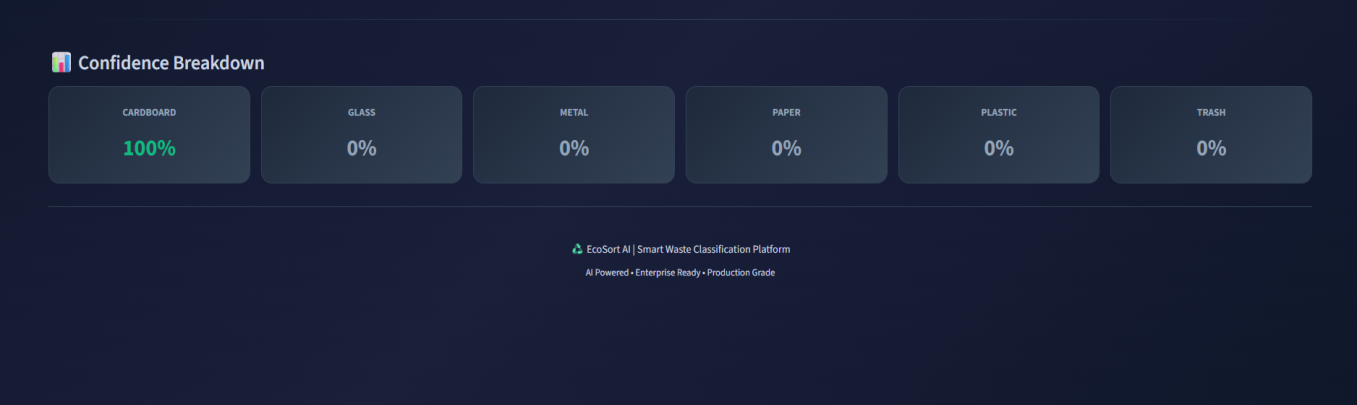 📊 Confidence Breakdown
CARDBOARD
100%
GLASS
0%
METAL
0%
PAPER
0%
PLASTIC
0%
TRASH
0%
♻️ EcoSort AI | Smart Waste Classification Platform
AI Powered • Enterprise Ready • Production Grade